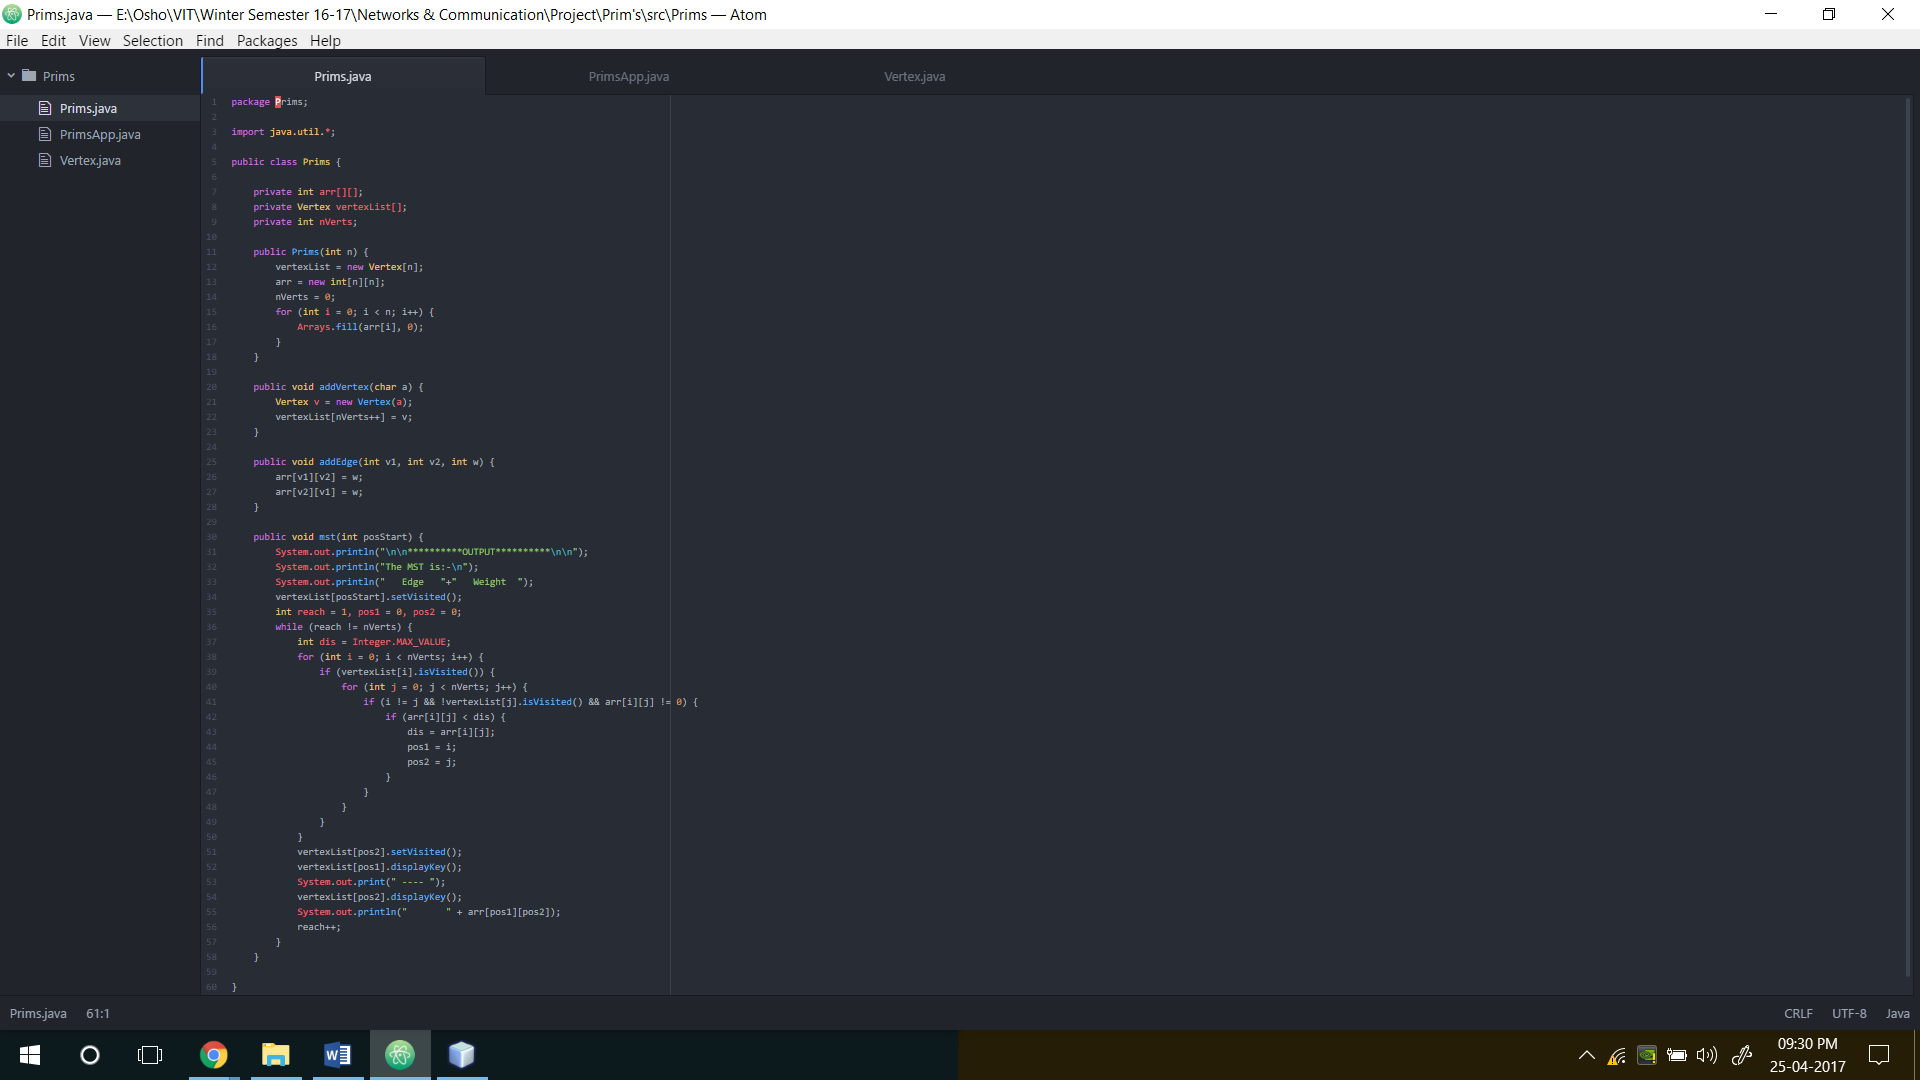 Prims.java — E:\Osho\VIT\Winter Semester 16-17\Networks & Communication\Project\Prim's\src\Prims — Atom
File Edit View Selection Find Packages Help
Prims
Prims.java
PrimsApp.java
Vertex.java
Prims.java PrimsApp.java Vertex.java
1 package Prims;
2
3 import java.util.*;
4
5 public class Prims {
6
7     private int arr[][];
8     private Vertex vertexList[];
9     private int nVerts;
10
11     public Prims(int n) {
12         vertexList = new Vertex[n];
13         arr = new int[n][n];
14         nVerts = 0;
15         for (int i = 0; i < n; i++) {
16             Arrays.fill(arr[i], 0);
17         }
18     }
19
20     public void addVertex(char a) {
21         Vertex v = new Vertex(a);
22         vertexList[nVerts++] = v;
23     }
24
25     public void addEdge(int v1, int v2, int w) {
26         arr[v1][v2] = w;
27         arr[v2][v1] = w;
28     }
29
30     public void mst(int posStart) {
31         System.out.println("\n\n**********OUTPUT**********\n\n");
32         System.out.println("The MST is:-\n");
33         System.out.println("   Edge   "+"   Weight  ");
34         vertexList[posStart].setVisited();
35         int reach = 1, pos1 = 0, pos2 = 0;
36         while (reach != nVerts) {
37             int dis = Integer.MAX_VALUE;
38             for (int i = 0; i < nVerts; i++) {
39                 if (vertexList[i].isVisited()) {
40                     for (int j = 0; j < nVerts; j++) {
41                         if (i != j && !vertexList[j].isVisited() && arr[i][j] != 0) {
42                             if (arr[i][j] < dis) {
43                                 dis = arr[i][j];
44                                 pos1 = i;
45                                 pos2 = j;
46                             }
47                         }
48                     }
49                 }
50             }
51             vertexList[pos2].setVisited();
52             vertexList[pos1].displayKey();
53             System.out.print(" ---- ");
54             vertexList[pos2].displayKey();
55             System.out.println("       " + arr[pos1][pos2]);
56             reach++;
57         }
58     }
59
60 }
Prims.java 61:1 CRLF UTF-8 Java
09:30 PM
25-04-2017